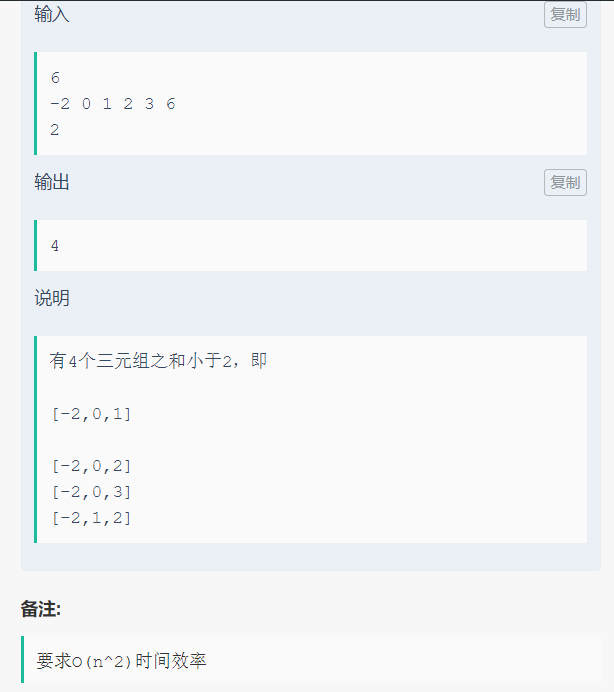 输入
复制
6
-2 0 1 2 3 6
2
输出
复制
4
说明
有4个三元组之和小于2，即
[-2,0,1]
[-2,0,2]
[-2,0,3]
[-2,1,2]
备注:
要求O(n^2)时间效率